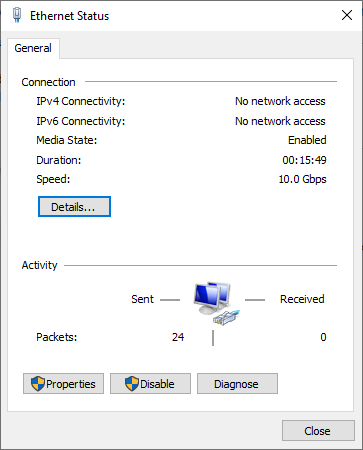 Ethernet Status
General
Connection
IPv4 Connectivity: No network access
IPv6 Connectivity: No network access
Media State: Enabled
Duration: 00:15:49
Speed: 10.0 Gbps
Details...
Activity
Sent Received
Packets: 24 0
Properties Disable Diagnose
Close